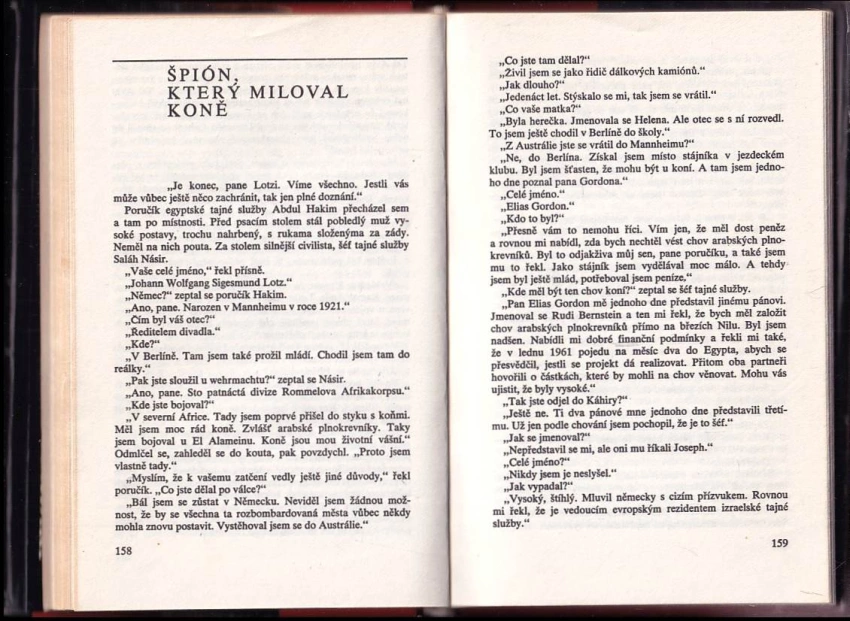 ŠPIÓN,
KTERÝ MILOVAL
KONĚ
„Je konec, pane Lotzi. Víme všechno. Jestli vás
může vůbec ještě něco zachránit, tak jen plné doznání.“
Poručík egyptské tajné služby Abdul Hakim přecházel sem
a tam po místnosti. Před psacím stolem stál pobledlý muž vy-
soké postavy, trochu nahrbený, s rukama složenýma za zády.
Neměl na nich pouta. Za stolem silnější civilista, šéf tajné služby
Saláh Násir.
„Vaše celé jméno,“ řekl přísně.
„Johann Wolfgang Sigesmund Lotz.“
„Němec?“ zeptal se poručík Hakim.
„Ano, pane. Narozen v Mannheimu v roce 1921.“
„Čím byl váš otec?“
„Ředitelem divadla.“
„Kde?“
„V Berlíně. Tam jsem také prožil mládí. Chodil jsem tam do
reálky.“
„Pak jste sloužil u wehrmachtu?“ zeptal se Násir.
„Ano, pane. Sto patnáctá divize Rommelova Afrikakorpsu.“
„Kde jste bojoval?“
„V severní Africe. Tady jsem poprvé přišel do styku s koňmi.
Měl jsem moc rád koně. Zvlášť arabské plnokrevníky. Taky
jsem bojoval u El Alameinu. Koně jsou mou životní vášní.“
Odmlčel se, zahleděl se do kouta, pak povzdychl. „Proto jsem
vlastně tady.“
„Myslím, že k vašemu zatčení vedly ještě jiné důvody,“ řekl
poručík. „Co jste dělal po válce?“
„Bál jsem se zůstat v Německu. Neviděl jsem žádnou mož-
nost, že by se všechna ta rozbombardovaná města vůbec někdy
mohla znovu postavit. Vystěhoval jsem se do Austrálie.“
158
„Co jste tam dělal?“
„Živil jsem se jako řidič dálkových kamiónů.“
„Jak dlouho?“
„Jedenáct let. Stýskalo se mi, tak jsem se vrátil.“
„Co vaše matka?“
„Byla herečka. Jmenovala se Helena. Ale otec se s ní rozvedl.
To jsem ještě chodil v Berlíně do školy.“
„Z Austrálie jste se vrátil do Mannheimu?“
„Ne, do Berlína. Získal jsem místo stájníka v jezdeckém
klubu. Byl jsem šťasten, že mohu být u koní. A tam jsem jedno-
ho dne poznal pana Gordona.“
„Celé jméno.“
„Elias Gordon.“
„Kdo to byl?“
„Přesně vám to nemohu říci. Vím jen, že měl dost peněz
a rovnou mi nabídl, zda bych nechtěl vést chov arabských plno-
krevníků. Byl to odjakživa můj sen, pane poručíku, a také jsem
mu to řekl. Jako stájník jsem vydělával moc málo. A tehdy
jsem byl ještě mlád, potřeboval jsem peníze.“
„Kde měl být ten chov koní?“ zeptal se šéf tajné služby.
„Pan Elias Gordon mě jednoho dne představil jinému pánovi.
Jmenoval se Rudi Bernstein a ten mi řekl, že bych měl založit
chov arabských plnokrevníků přímo na březích Nilu. Byl jsem
nadšen. Nabídli mi dobré finanční podmínky a řekli mi také,
že v lednu 1961 pojedu na měsíc dva do Egypta, abych se
přesvědčil, jestli se projekt dá realizovat. Přitom oba partneři
hovořili o částkách, které by mohli na chov věnovat. Mohu vás
ujistit, že byly vysoké.“
„Tak jste odjel do Káhiry?“
„Ještě ne. Ti dva pánové mne jednoho dne představili třetí-
mu. Už jen podle chování jsem pochopil, že je to šéf.“
„Jak se jmenoval?“
„Nepředstavil se mi, ale oni mu říkali Joseph.“
„Celé jméno?“
„Nikdy jsem je neslyšel.“
„Jak vypadal?“
„Vysoký, štíhlý. Mluvil německy s cizím přízvukem. Rovnou
mi řekl, že je vedoucím evropským rezidentem izraelské tajné
služby.“
159